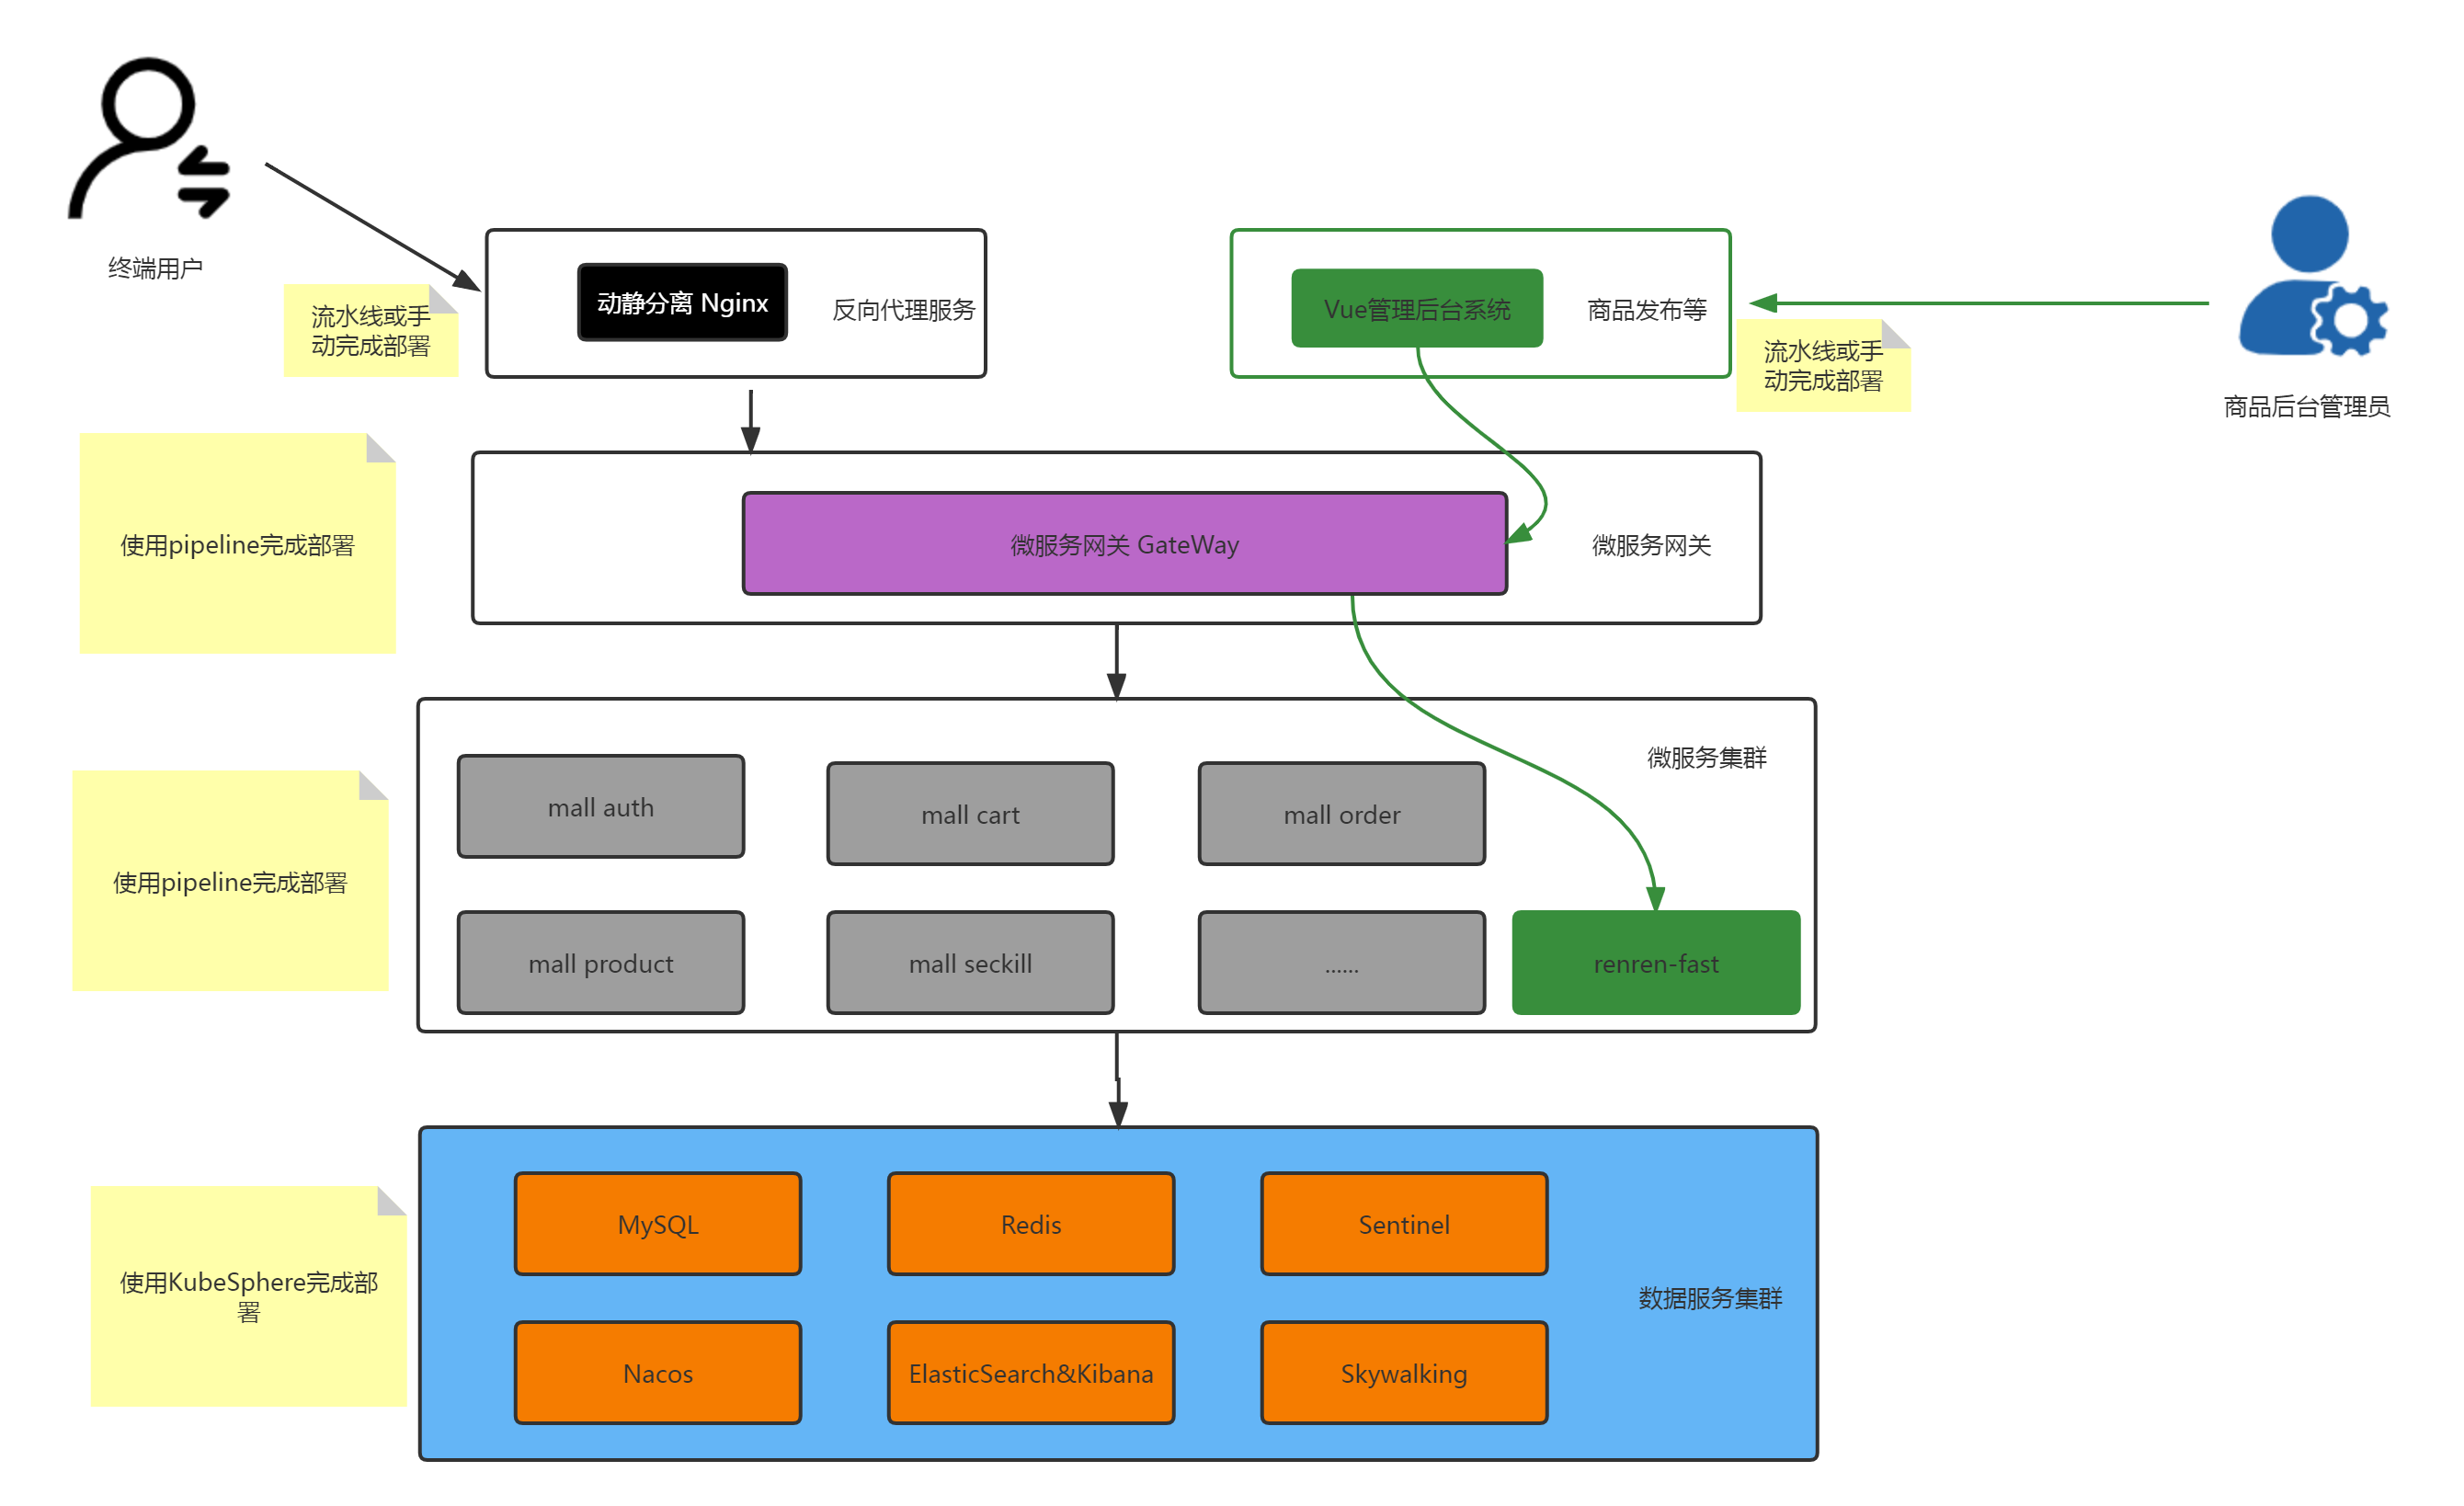 终端用户
流水线或手
动完成部署
动静分离 Nginx
反向代理服务
Vue管理后台系统
商品发布等
流水线或手
动完成部署
商品后台管理员
使用pipeline完成部署
微服务网关 GateWay
微服务网关
使用pipeline完成部署
微服务集群
mall auth
mall cart
mall order
mall product
mall seckill
......
renren-fast
使用KubeSphere完成部
署
MySQL
Redis
Sentinel
数据服务集群
Nacos
ElasticSearch&Kibana
Skywalking